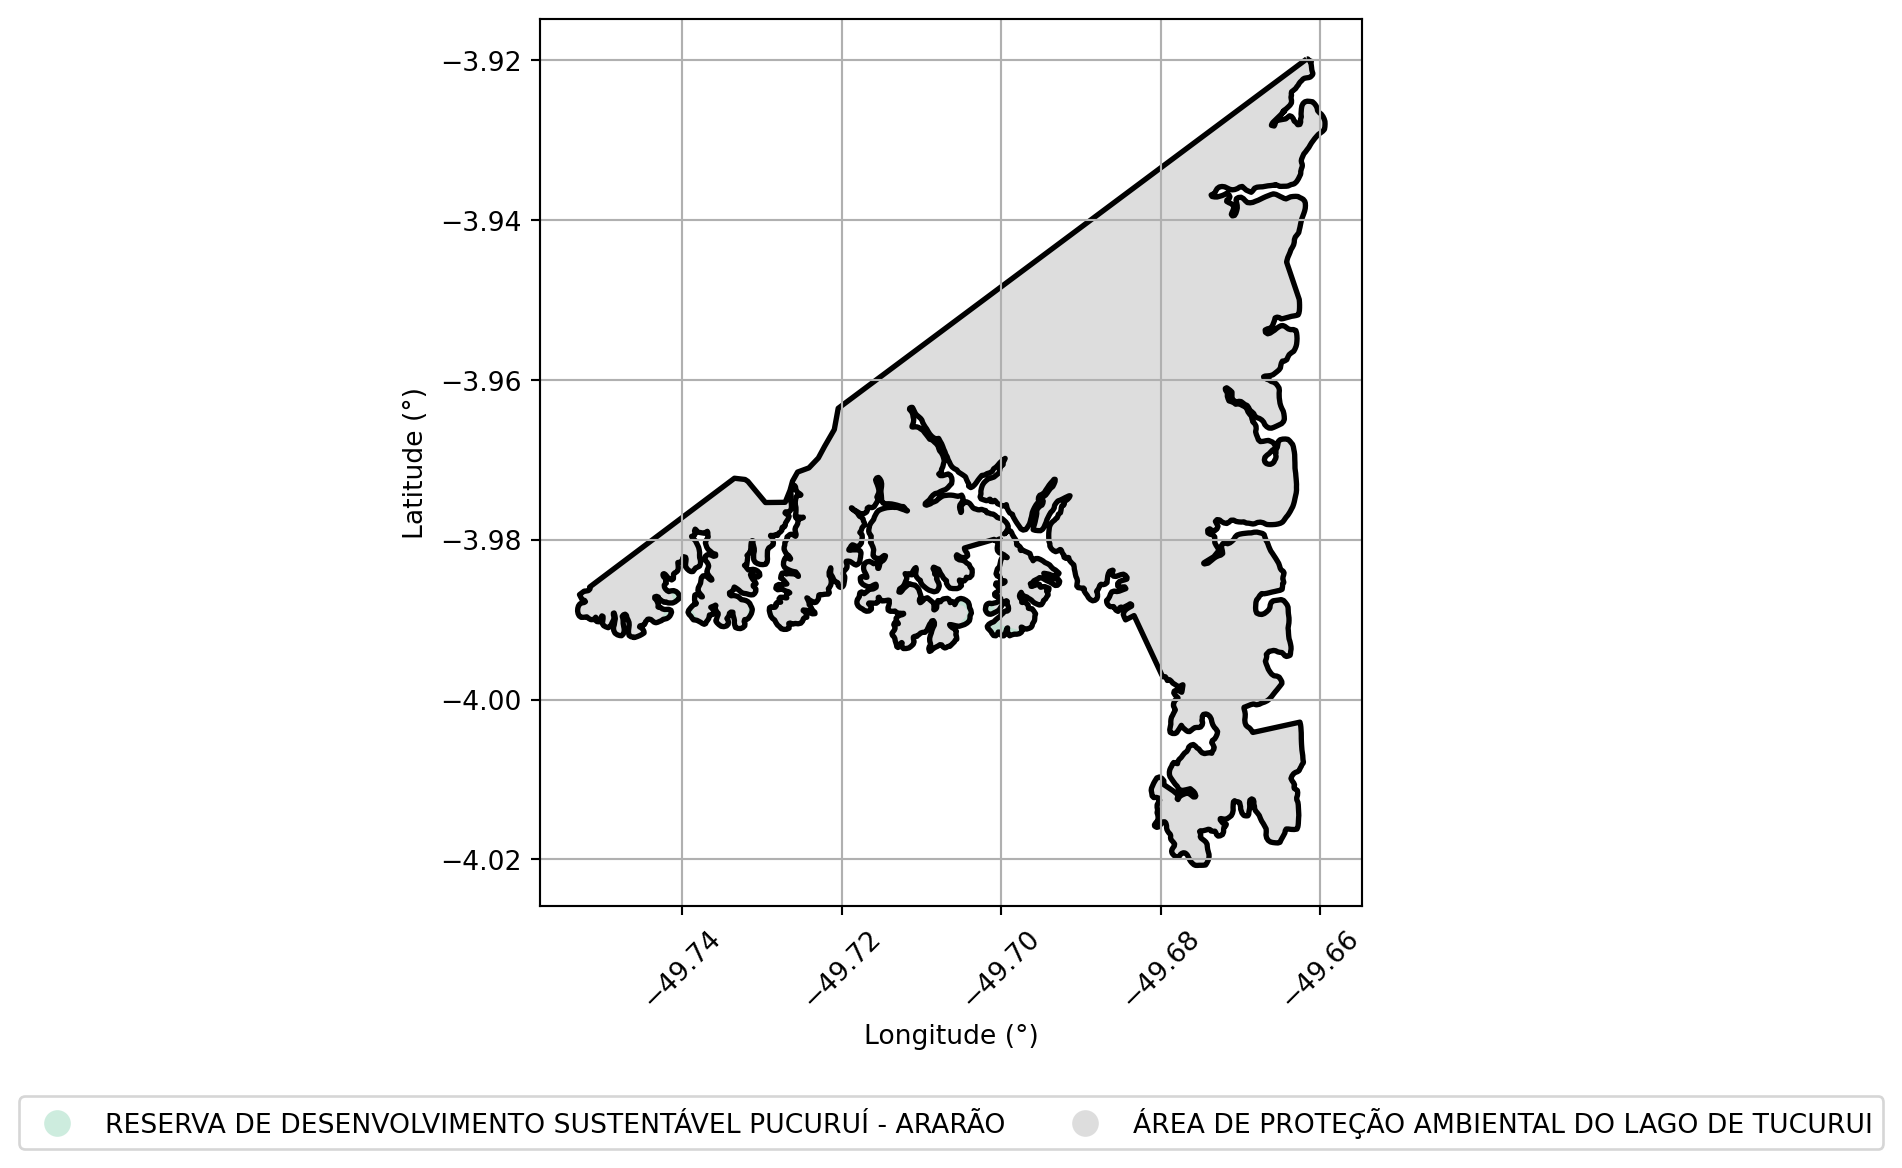 −3.92
−3.94
−3.96
−3.98
−4.00
−4.02
Latitude (°)
−49.74
−49.72
−49.70
−49.68
−49.66
Longitude (°)
RESERVA DE DESENVOLVIMENTO SUSTENTÁVEL PUCURUÍ - ARARÃO
ÁREA DE PROTEÇÃO AMBIENTAL DO LAGO DE TUCURUI